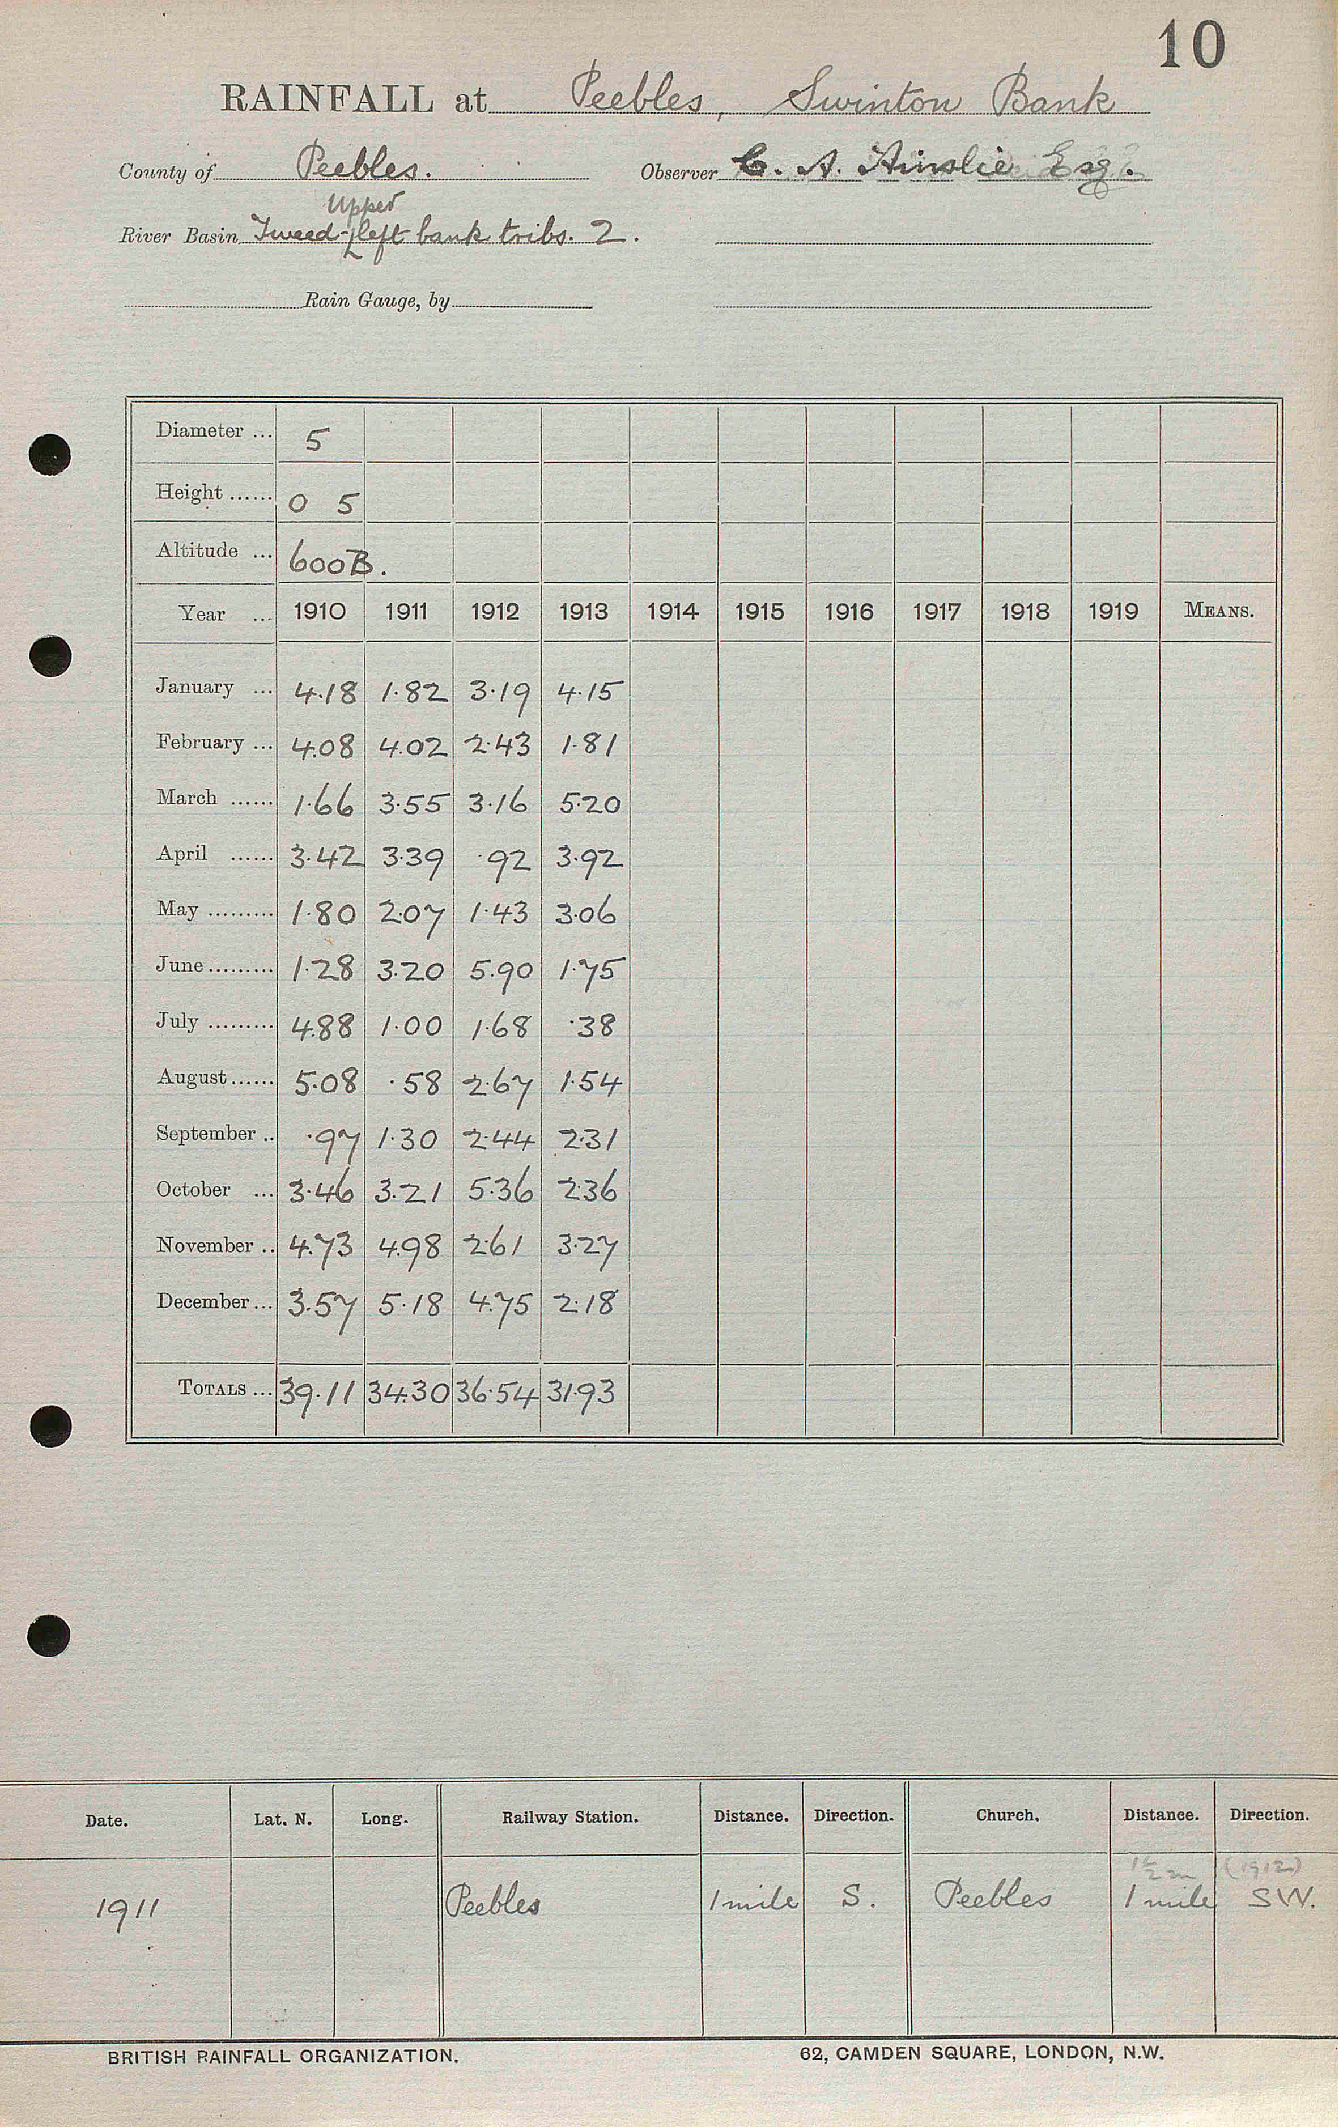 10
RAINFALL at Peebles, Swinton Bank
County of Peebles. Observer C. A. Ainslie Esq.
Upper
River Basin Tweed-left bank tribs. 2.
Rain Gauge, by
Diameter ... 5
Height ...... 0 5
Altitude ... 600B.
Year ... 1910 1911 1912 1913 1914 1915 1916 1917 1918 1919 MEANS.
January ... 4.18 1.82 3.19 4.15
February ... 4.08 4.02 2.43 1.81
March ...... 1.66 3.55 3.16 5.20
April ...... 3.42 3.39 .92 3.92
May ......... 1.80 2.07 1.43 3.06
June ......... 1.28 3.20 5.90 1.75
July ......... 4.88 1.00 1.68 .38
August ...... 5.08 .58 2.67 1.54
September .. .97 1.30 2.44 2.31
October ... 3.46 3.21 5.36 2.36
November .. 4.73 4.98 2.61 3.27
December ... 3.57 5.18 4.75 2.18
TOTALS ... 39.11 34.30 36.54 31.93
Date. Lat. N. Long. Railway Station. Distance. Direction. Church. Distance. Direction.
1½ m (1912)
1911 Peebles 1 mile S. Peebles 1 mile SW.
BRITISH RAINFALL ORGANIZATION. 62, CAMDEN SQUARE, LONDON, N.W.